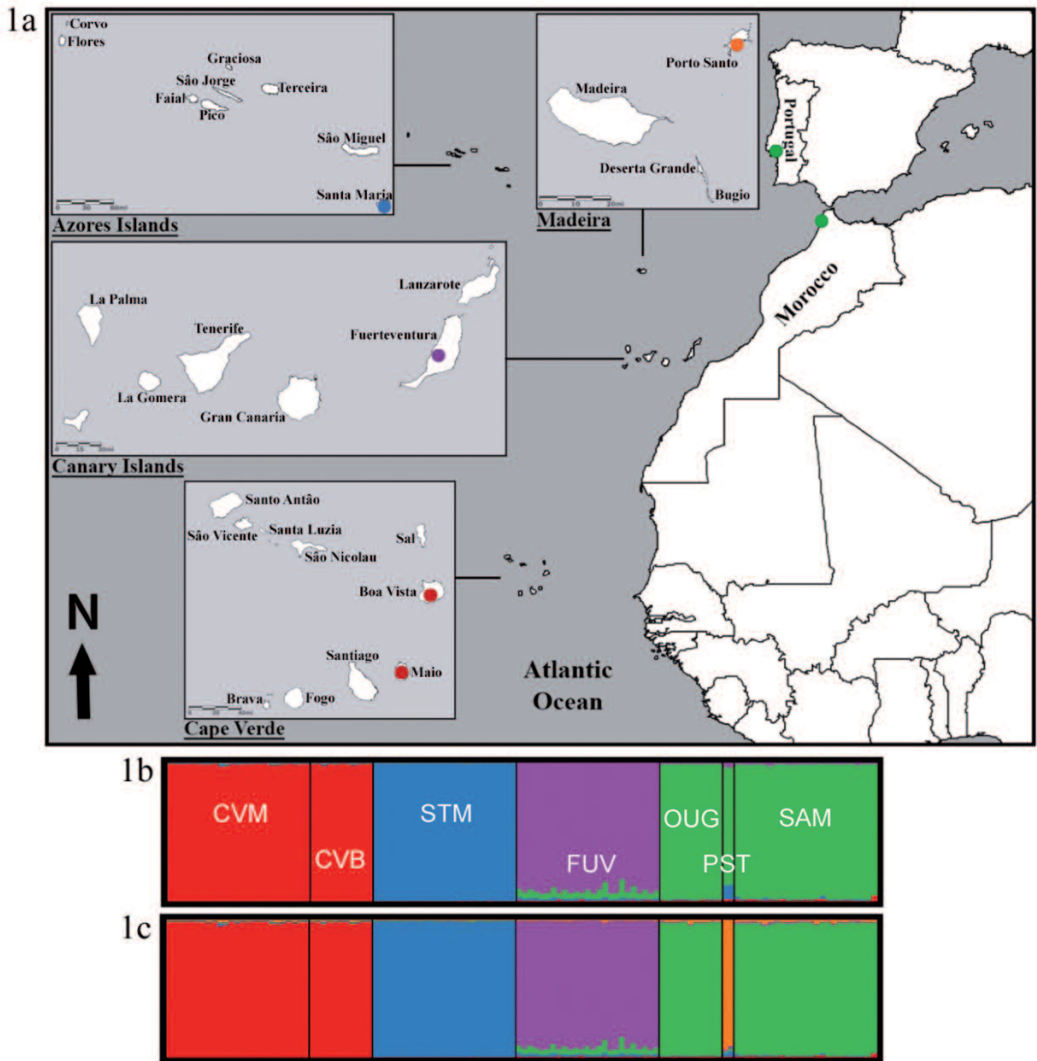 1a
Corvo
Flores
Graciosa
São Jorge
Terceira
Faial
Pico
São Miguel
Santa Maria
Azores Islands
Porto Santo
Madeira
Deserta Grande
Bugio
Madeira
Portugal
Morocco
Lanzarote
La Palma
Tenerife
Fuerteventura
La Gomera
Gran Canaria
Canary Islands
Santo Antão
São Vicente
Santa Luzia
São Nicolau
Sal
Boa Vista
Santiago
Maio
Brava
Fogo
Cape Verde
N
Atlantic
Ocean
1b
CVM
CVB
STM
FUV
OUG
PST
SAM
1c